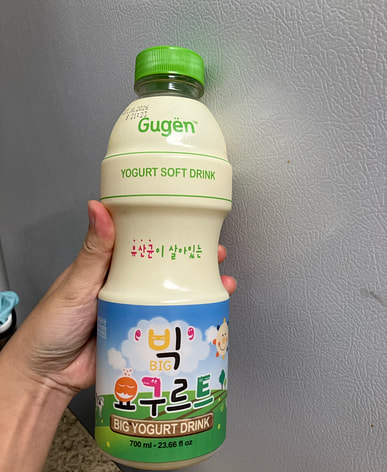 Gugën™
YOGURT SOFT DRINK
유산균이 살아있는
'빅'
BIG
요구르트
BIG YOGURT DRINK
700 ml - 23.66 fl oz